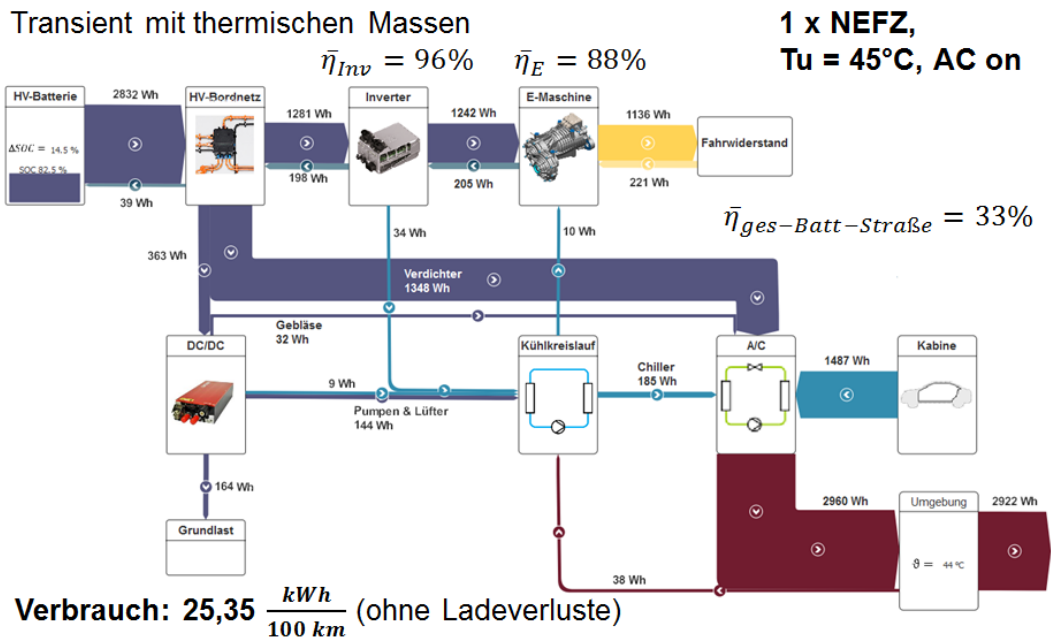 Transient mit thermischen Massen
1 x NEFZ,
Tu = 45°C, AC on
η̄_Inv = 96%
η̄_E = 88%
HV-Batterie
2832 Wh
HV-Bordnetz
1281 Wh
Inverter
1242 Wh
E-Maschine
1136 Wh
Fahrwiderstand
ΔSOC = 14.5 %
SOC 82.5 %
39 Wh
198 Wh
205 Wh
221 Wh
η̄_ges-Batt-Straße = 33%
363 Wh
34 Wh
10 Wh
Verdichter
1348 Wh
Gebläse
32 Wh
DC/DC
Kühlkreislauf
A/C
Kabine
9 Wh
Pumpen & Lüfter
144 Wh
Chiller
185 Wh
1487 Wh
164 Wh
Grundlast
2960 Wh
Umgebung
2922 Wh
ϑ = 44 °C
38 Wh
Verbrauch: 25,35 kWh/100 km (ohne Ladeverluste)